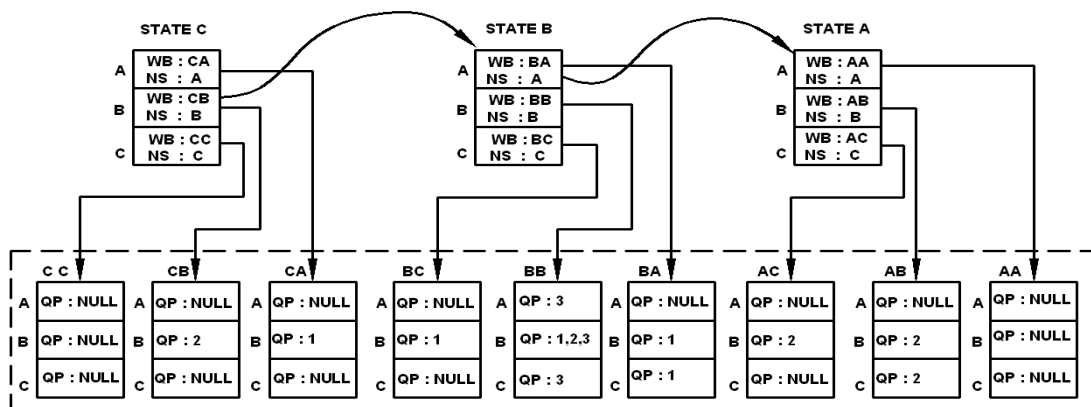 STATE C STATE B STATE A
A WB : CA
NS : A
B WB : CB
NS : B
C WB : CC
NS : C
A WB : BA
NS : A
B WB : BB
NS : B
C WB : BC
NS : C
A WB : AA
NS : A
B WB : AB
NS : B
C WB : AC
NS : C
C C CB CA BC BB BA AC AB AA
A QP : NULL A QP : NULL A QP : NULL A QP : NULL A QP : 3 A QP : NULL A QP : NULL A QP : NULL A QP : NULL
B QP : NULL B QP : 2 B QP : 1 B QP : 1 B QP : 1,2,3 B QP : 1 B QP : 2 B QP : 2 B QP : NULL
C QP : NULL C QP : NULL C QP : NULL C QP : NULL C QP : 3 C QP : 1 C QP : NULL C QP : 2 C QP : NULL